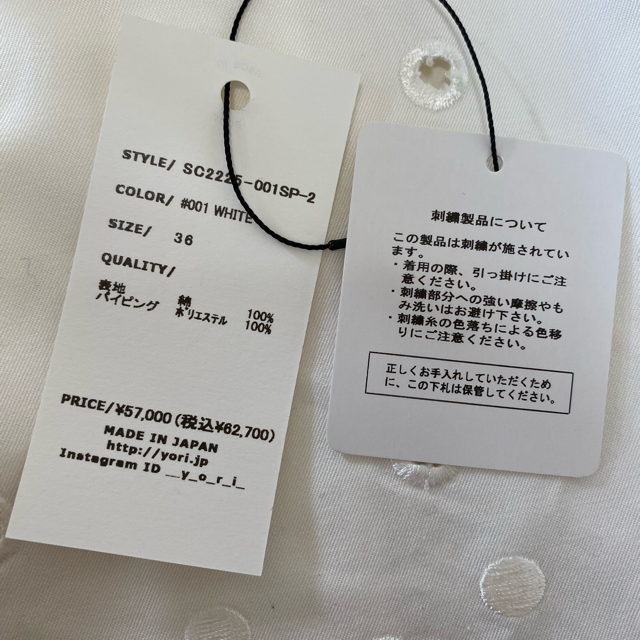 STYLE/ SC2225-001SP-2
COLOR/ #001 WHITE
SIZE/ 36
QUALITY/
表地 綿 100%
パイピング ポリエステル 100%
PRICE/¥57,000(税込¥62,700)
MADE IN JAPAN
http://yori.jp
Instagram ID __y_o_r_i_
刺繍製品について
この製品は刺繍が施されてい
ます。
・着用の際、引っ掛けにご注
意ください。
・刺繍部分への強い摩擦やも
み洗いはお避け下さい。
・刺繍糸の色落ちによる色移
りにご注意ください。
正しくお手入れしていただくため
に、この下札は保管してください。